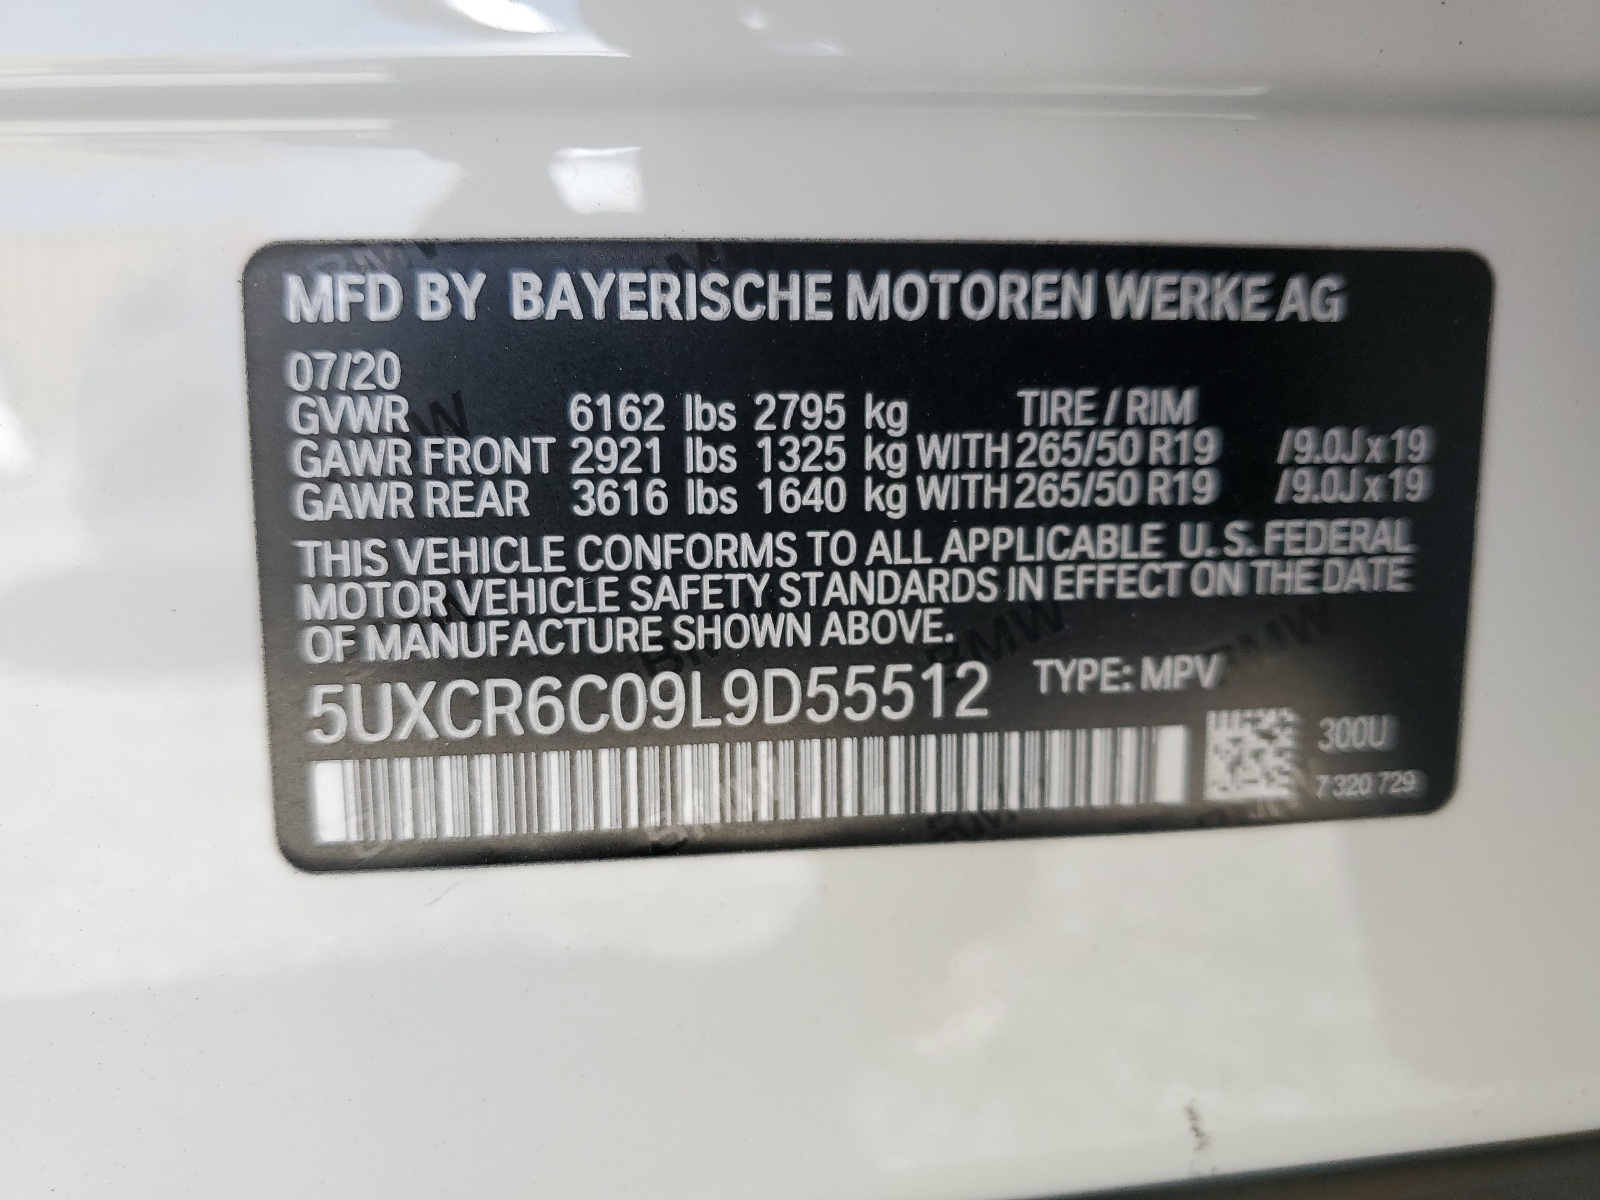 MFD BY BAYERISCHE MOTOREN WERKE AG
07/20
GVWR 6162 lbs 2795 kg TIRE / RIM
GAWR FRONT 2921 lbs 1325 kg WITH 265/50 R19 /9.0J x 19
GAWR REAR 3616 lbs 1640 kg WITH 265/50 R19 /9.0J x 19
THIS VEHICLE CONFORMS TO ALL APPLICABLE U.S. FEDERAL
MOTOR VEHICLE SAFETY STANDARDS IN EFFECT ON THE DATE
OF MANUFACTURE SHOWN ABOVE.
5UXCR6C09L9D55512 TYPE: MPV
300U
7 320 729